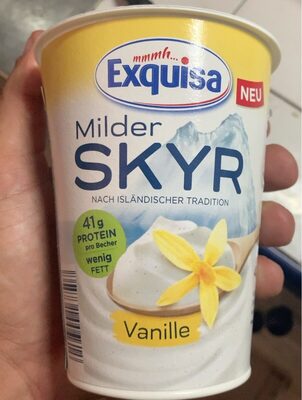 mmmh...
Exquisa
NEU
Milder
SKYR
NACH ISLÄNDISCHER TRADITION
41g
PROTEIN
pro Becher
wenig
FETT
Vanille